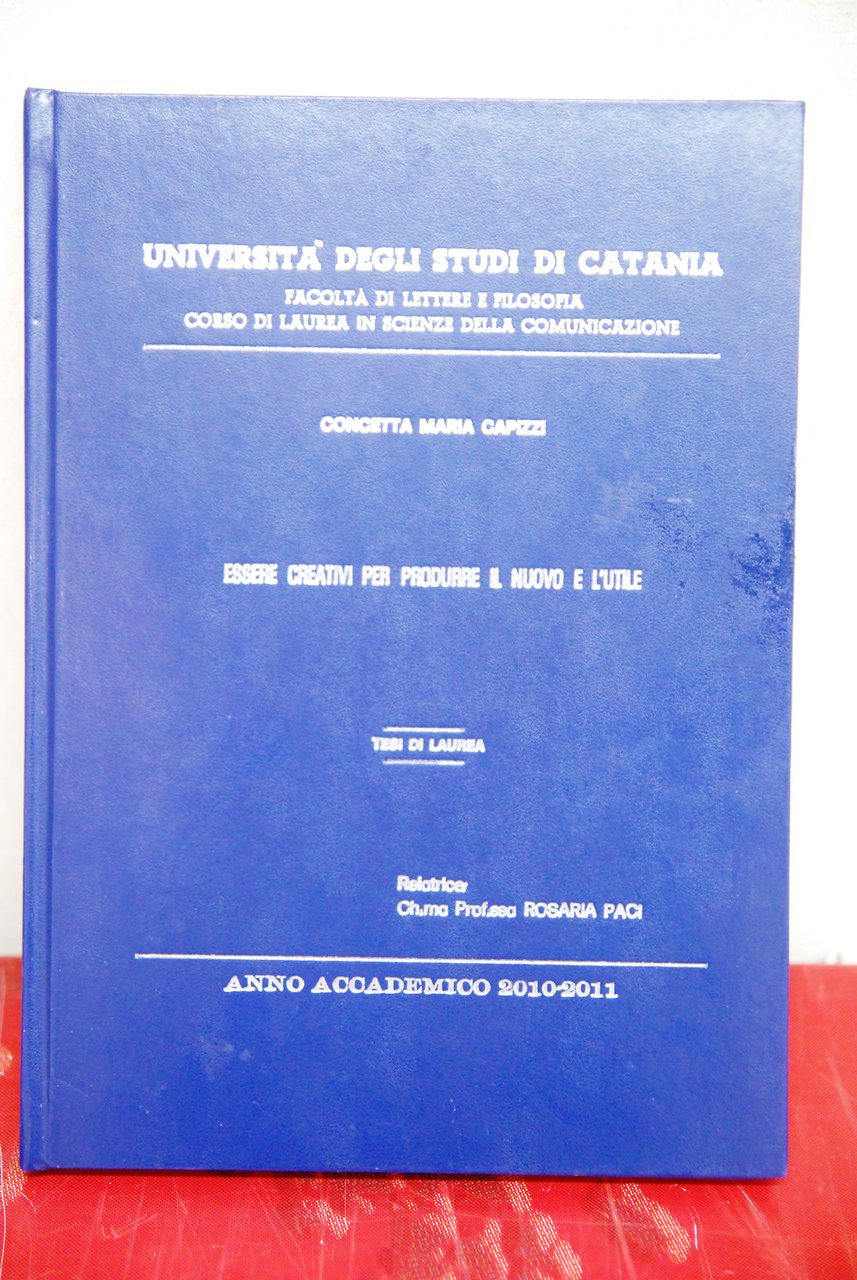 UNIVERSITA' DEGLI STUDI DI CATANIA
FACOLTÀ DI LETTERE E FILOSOFIA
CORSO DI LAUREA IN SCIENZE DELLA COMUNICAZIONE
CONCETTA MARIA CAPIZZI
ESSERE CREATIVI PER PRODURRE IL NUOVO E L'UTILE
TESI DI LAUREA
Relatrice:
Ch.ma Prof.ssa ROSARIA PACI
ANNO ACCADEMICO 2010-2011